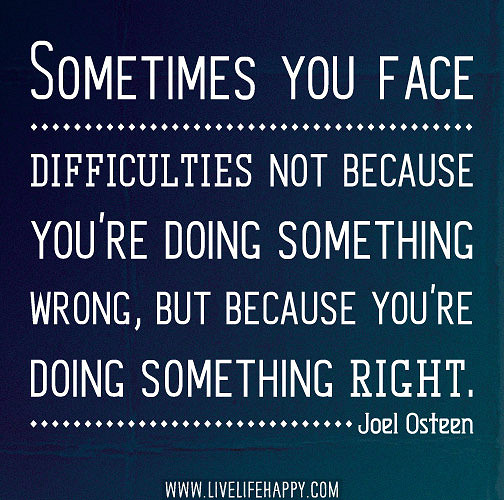 SOMETIMES YOU FACE
DIFFICULTIES NOT BECAUSE
YOU'RE DOING SOMETHING
WRONG, BUT BECAUSE YOU'RE
DOING SOMETHING RIGHT.
Joel Osteen
WWW.LIVELIFEHAPPY.COM